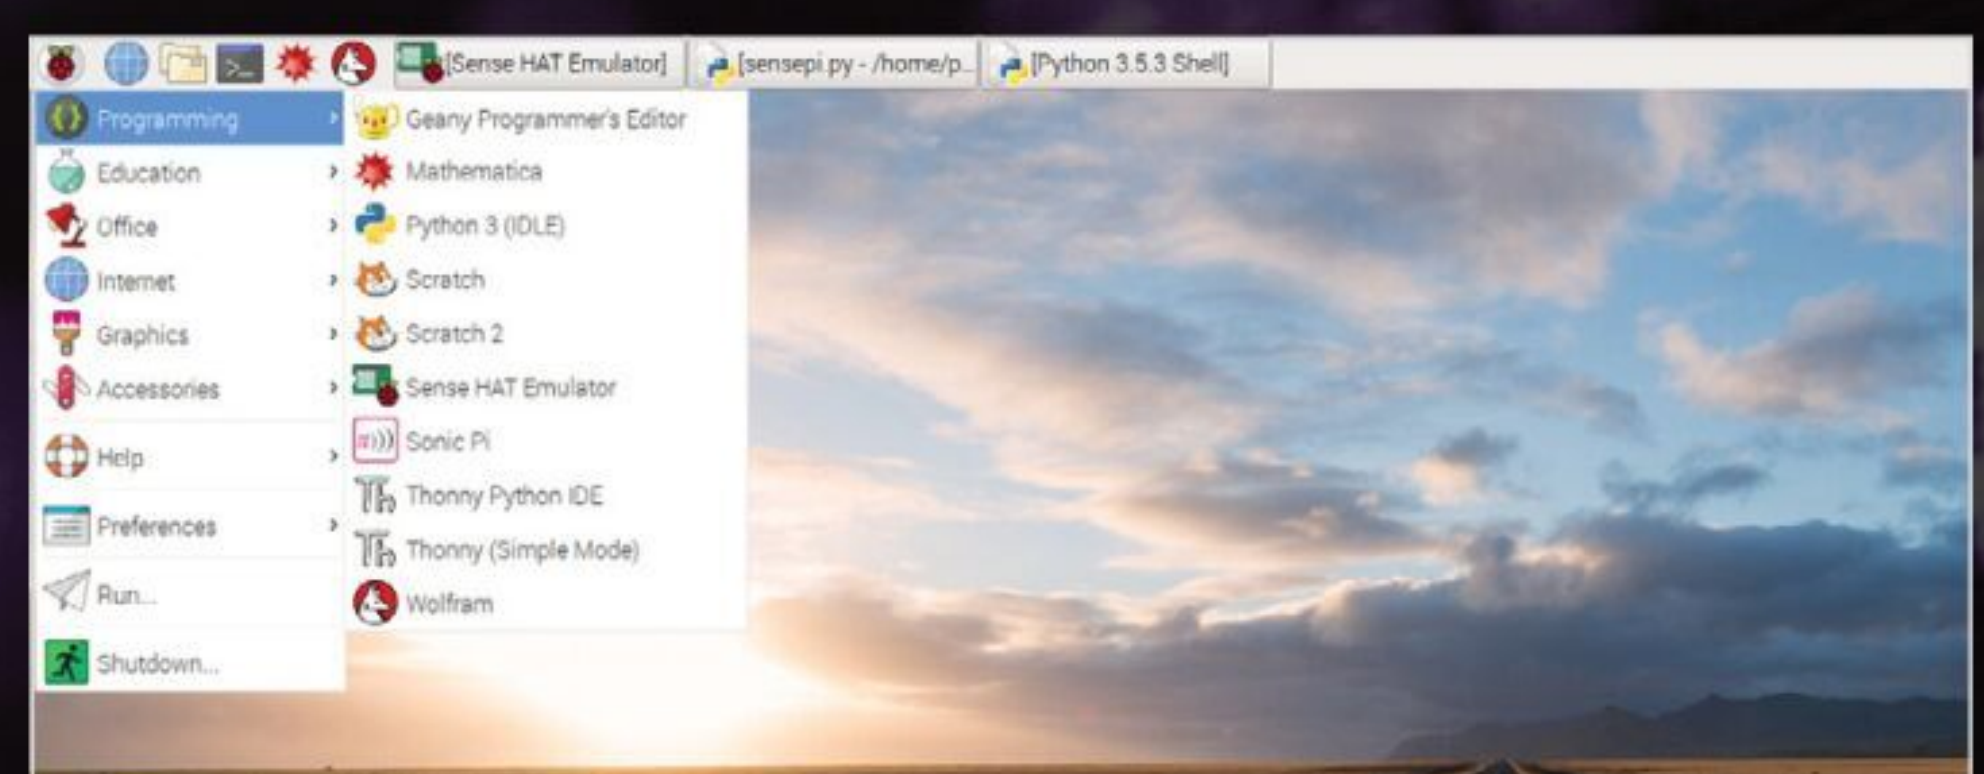 [Sense HAT Emulator]
[sensepi.py - /home/p...
[Python 3.5.3 Shell]
Programming
Education
Office
Internet
Graphics
Accessories
Help
Preferences
Run...
Shutdown...
Geany Programmer's Editor
Mathematica
Python 3 (IDLE)
Scratch
Scratch 2
Sense HAT Emulator
Sonic Pi
Thonny Python IDE
Thonny (Simple Mode)
Wolfram